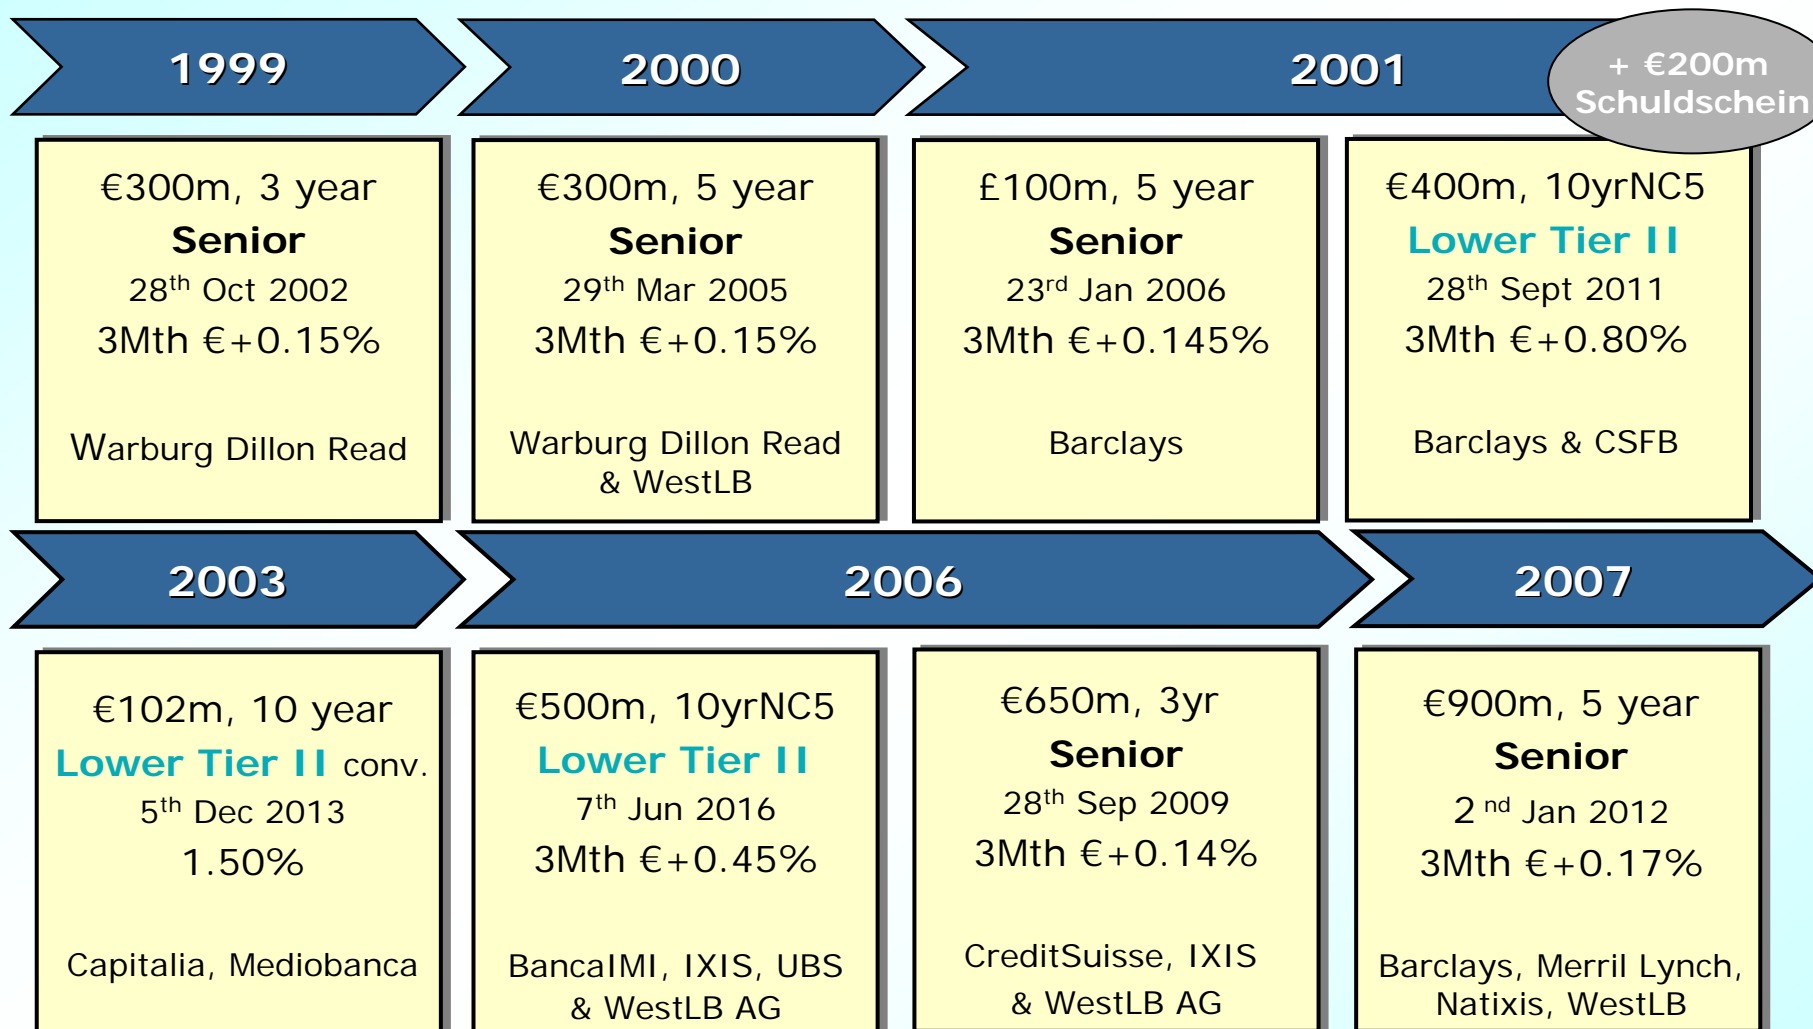 1999
2000
2001
+ €200m
Schuldschein
€300m, 3 year
Senior
28th Oct 2002
3Mth €+0.15%
Warburg Dillon Read
€300m, 5 year
Senior
29th Mar 2005
3Mth €+0.15%
Warburg Dillon Read
& WestLB
£100m, 5 year
Senior
23rd Jan 2006
3Mth €+0.145%
Barclays
€400m, 10yrNC5
Lower Tier II
28th Sept 2011
3Mth €+0.80%
Barclays & CSFB
2003
2006
2007
€102m, 10 year
Lower Tier II conv.
5th Dec 2013
1.50%
Capitalia, Mediobanca
€500m, 10yrNC5
Lower Tier II
7th Jun 2016
3Mth €+0.45%
BancaIMI, IXIS, UBS
& WestLB AG
€650m, 3yr
Senior
28th Sep 2009
3Mth €+0.14%
CreditSuisse, IXIS
& WestLB AG
€900m, 5 year
Senior
2 nd Jan 2012
3Mth €+0.17%
Barclays, Merril Lynch,
Natixis, WestLB